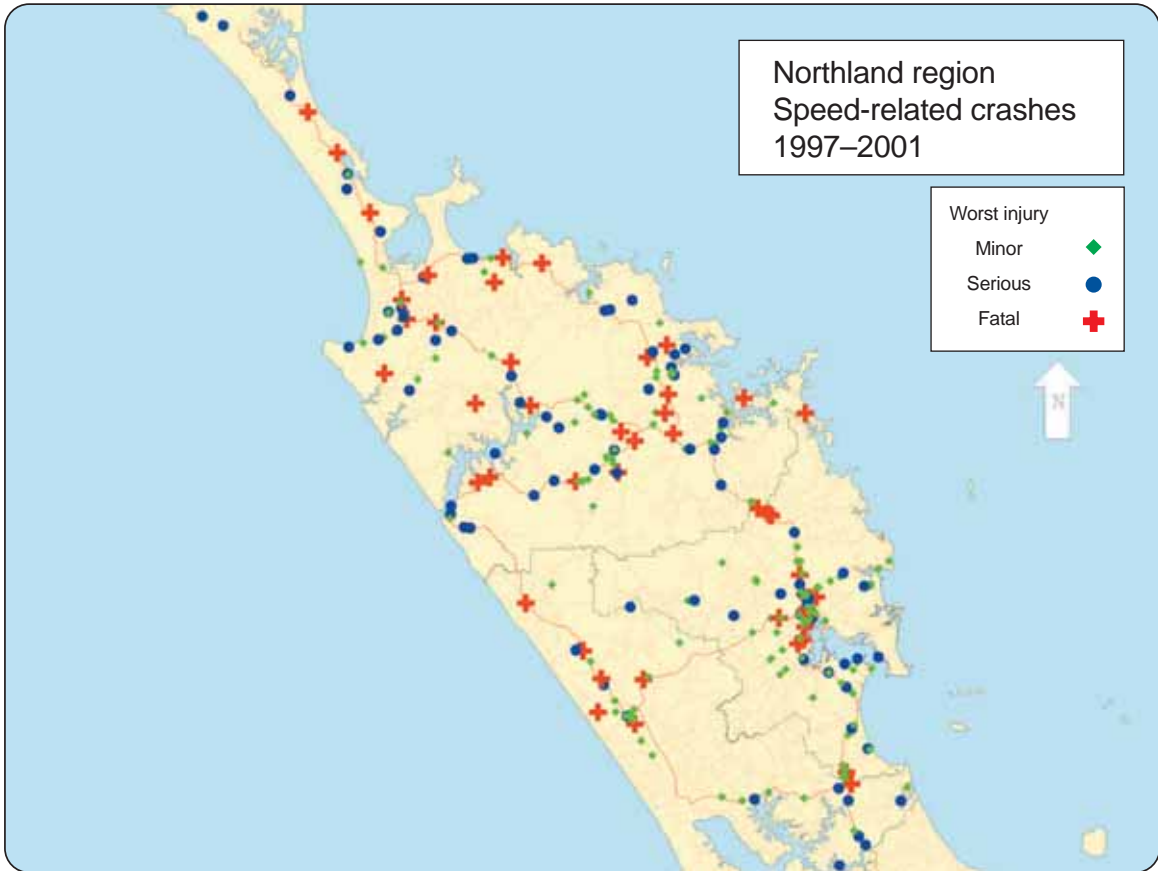 Northland region
Speed-related crashes
1997–2001
Worst injury
Minor
Serious
Fatal
N